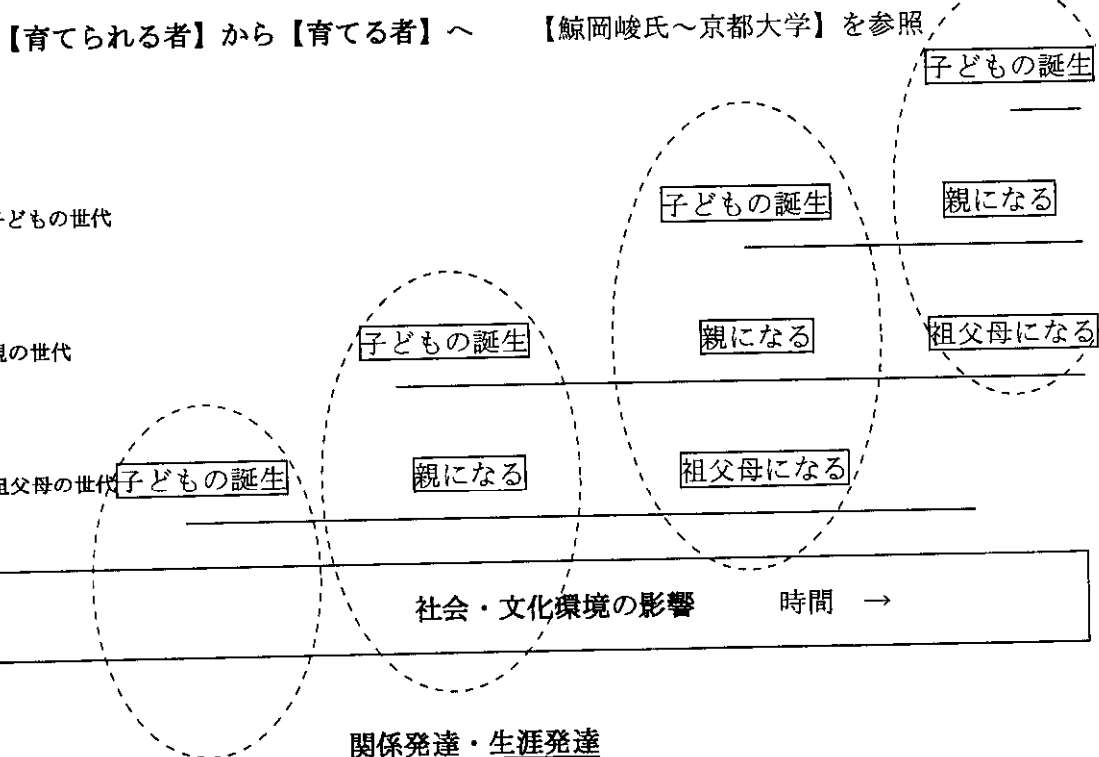 【育てられる者】から【育てる者】へ 【鯨岡峻氏～京都大学】を参照
子どもの誕生
子どもの誕生 親になる
子どもの世代
子どもの誕生 親になる 祖父母になる
親の世代
子どもの誕生 親になる 祖父母になる
祖父母の世代
社会・文化環境の影響 時間 →
関係発達・生涯発達